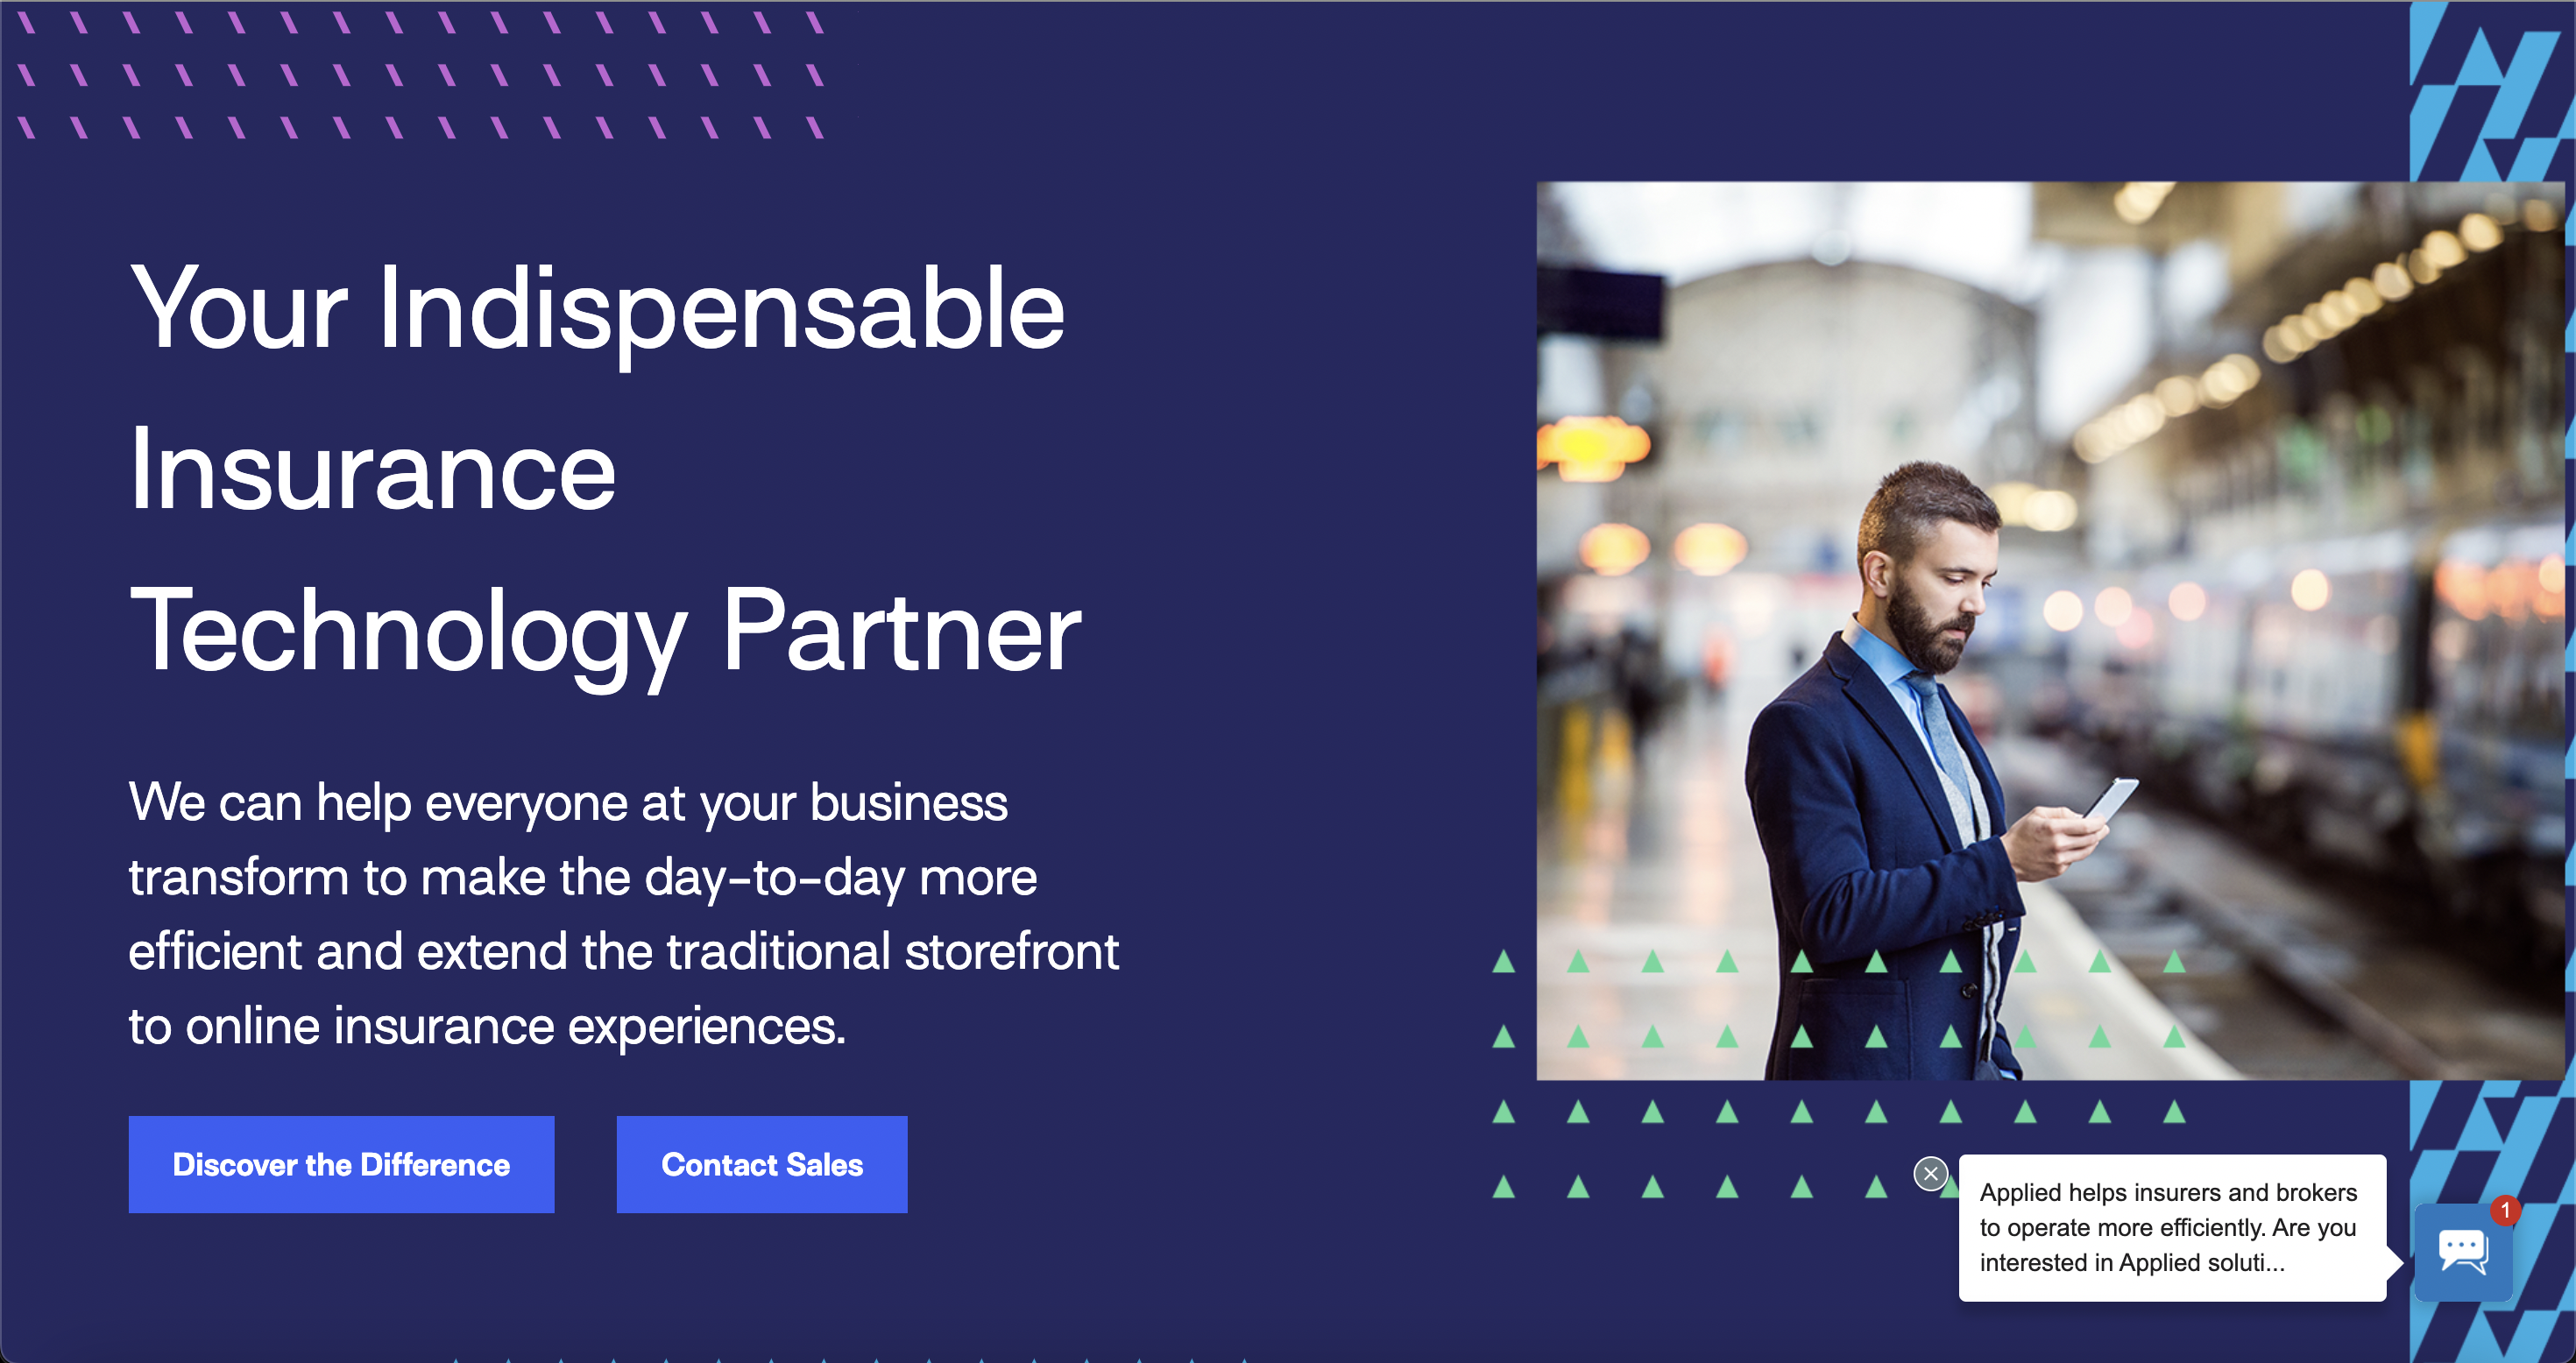 Your Indispensable
Insurance
Technology Partner
We can help everyone at your business
transform to make the day-to-day more
efficient and extend the traditional storefront
to online insurance experiences.
Discover the Difference
Contact Sales
Applied helps insurers and brokers
to operate more efficiently. Are you
interested in Applied soluti...
1